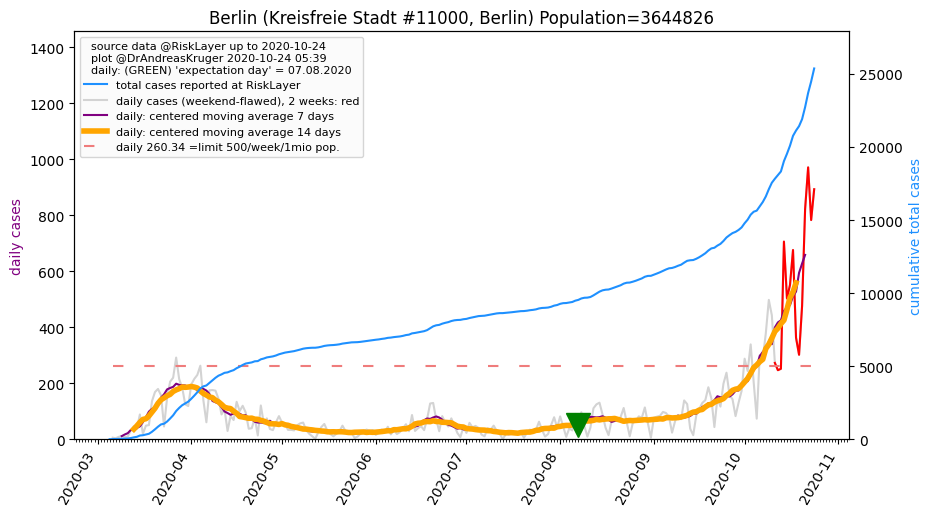 Berlin (Kreisfreie Stadt #11000, Berlin) Population=3644826
source data @RiskLayer up to 2020-10-24
plot @DrAndreasKruger 2020-10-24 05:39
daily: (GREEN) 'expectation day' = 07.08.2020
total cases reported at RiskLayer
daily cases (weekend-flawed), 2 weeks: red
daily: centered moving average 7 days
daily: centered moving average 14 days
daily 260.34 =limit 500/week/1mio pop.
daily cases
1400
1200
1000
800
600
400
200
0
cumulative total cases
25000
20000
15000
10000
5000
0
2020-03
2020-04
2020-05
2020-06
2020-07
2020-08
2020-09
2020-10
2020-11